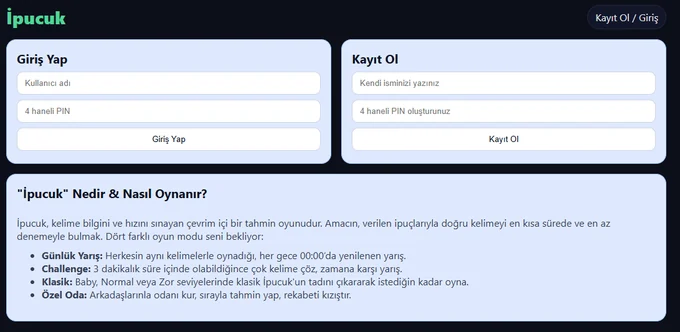 İpucuk
Kayıt Ol / Giriş
Giriş Yap
Kullanıcı adı
4 haneli PIN
Giriş Yap
Kayıt Ol
Kendi isminizi yazınız
4 haneli PIN oluşturunuz
Kayıt Ol
"İpucuk" Nedir & Nasıl Oynanır?
İpucuk, kelime bilgini ve hızını sınayan çevrim içi bir tahmin oyunudur. Amacın, verilen ipuçlarıyla doğru kelimeyi en kısa sürede ve en az
denemeyle bulmak. Dört farklı oyun modu seni bekliyor:
• Günlük Yarış: Herkesin aynı kelimelerle oynadığı, her gece 00:00'da yenilenen yarış.
• Challenge: 3 dakikalık süre içinde olabildiğince çok kelime çöz, zamana karşı yarış.
• Klasik: Baby, Normal veya Zor seviyelerinde klasik İpucuk'un tadını çıkararak istediğin kadar oyna.
• Özel Oda: Arkadaşlarınla odanı kur, sırayla tahmin yap, rekabeti kızıştır.